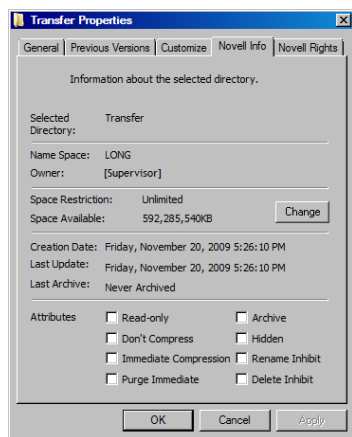 Transfer Properties
General Previous Versions Customize Novell Info Novell Rights
Information about the selected directory.
Selected Directory: Transfer
Name Space: LONG
Owner: [Supervisor]
Space Restriction: Unlimited
Space Available: 592,285,540KB
Change
Creation Date: Friday, November 20, 2009 5:26:10 PM
Last Update: Friday, November 20, 2009 5:26:10 PM
Last Archive: Never Archived
Attributes
Read-only Archive
Don't Compress Hidden
Immediate Compression Rename Inhibit
Purge Immediate Delete Inhibit
OK Cancel Apply